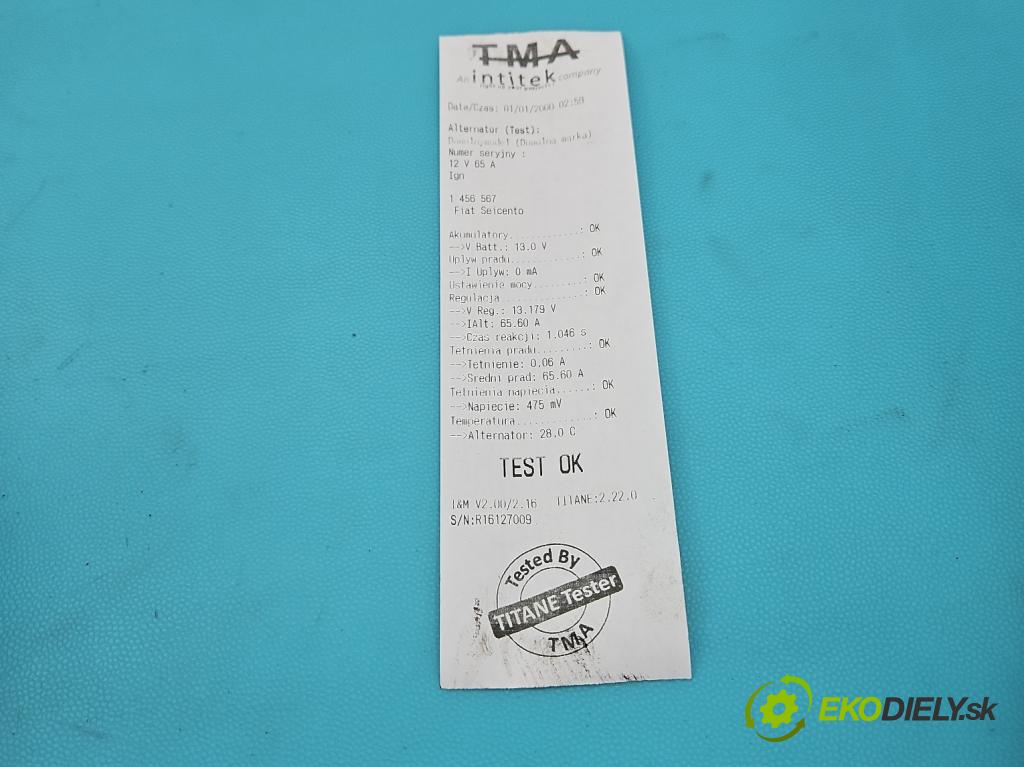 TMA
An intitek company
Data/Czas: 01/01/2000 02:59
Alternator (Test):
(Dowolna marka)
Numer seryjny :
12 V 65 A
Ign
1 456 567
Fiat Seicento
Akumulatory............: OK
-->V Batt.: 13.0 V
Uplyw pradu............: OK
-->I Uplyw: 0 mA
Ustawienie mocy........: OK
Regulacja..............: OK
-->V Reg.: 13.179 V
-->IAlt: 65.60 A
-->Czas reakcji: 1.046 s
Tetnienia pradu........: OK
-->Tetnienie: 0.06 A
-->Sredni prad: 65.60 A
Tetnienia napiecia.....: OK
-->Napiecie: 475 mV
Temperatura............: OK
-->Alternator: 28.0 C
TEST OK
I&M V2.00/2.16 TITANE:2.22.0
S/N:R16127009
Tested By
TITANE Tester
TMA
EKODIELY.sk